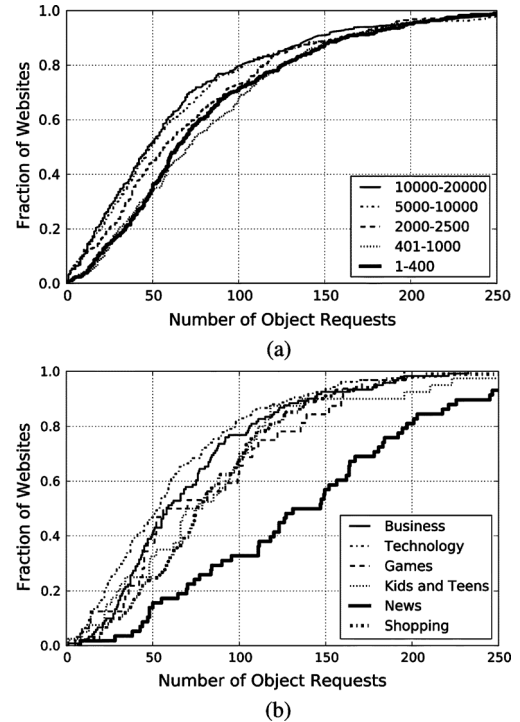 1.0
0.8
0.6
0.4
0.2
0.0
Fraction of Websites
10000-20000
5000-10000
2000-2500
401-1000
1-400
0 50 100 150 200 250
Number of Object Requests
(a)
1.0
0.8
0.6
0.4
0.2
0.0
Fraction of Websites
Business
Technology
Games
Kids and Teens
News
Shopping
0 50 100 150 200 250
Number of Object Requests
(b)